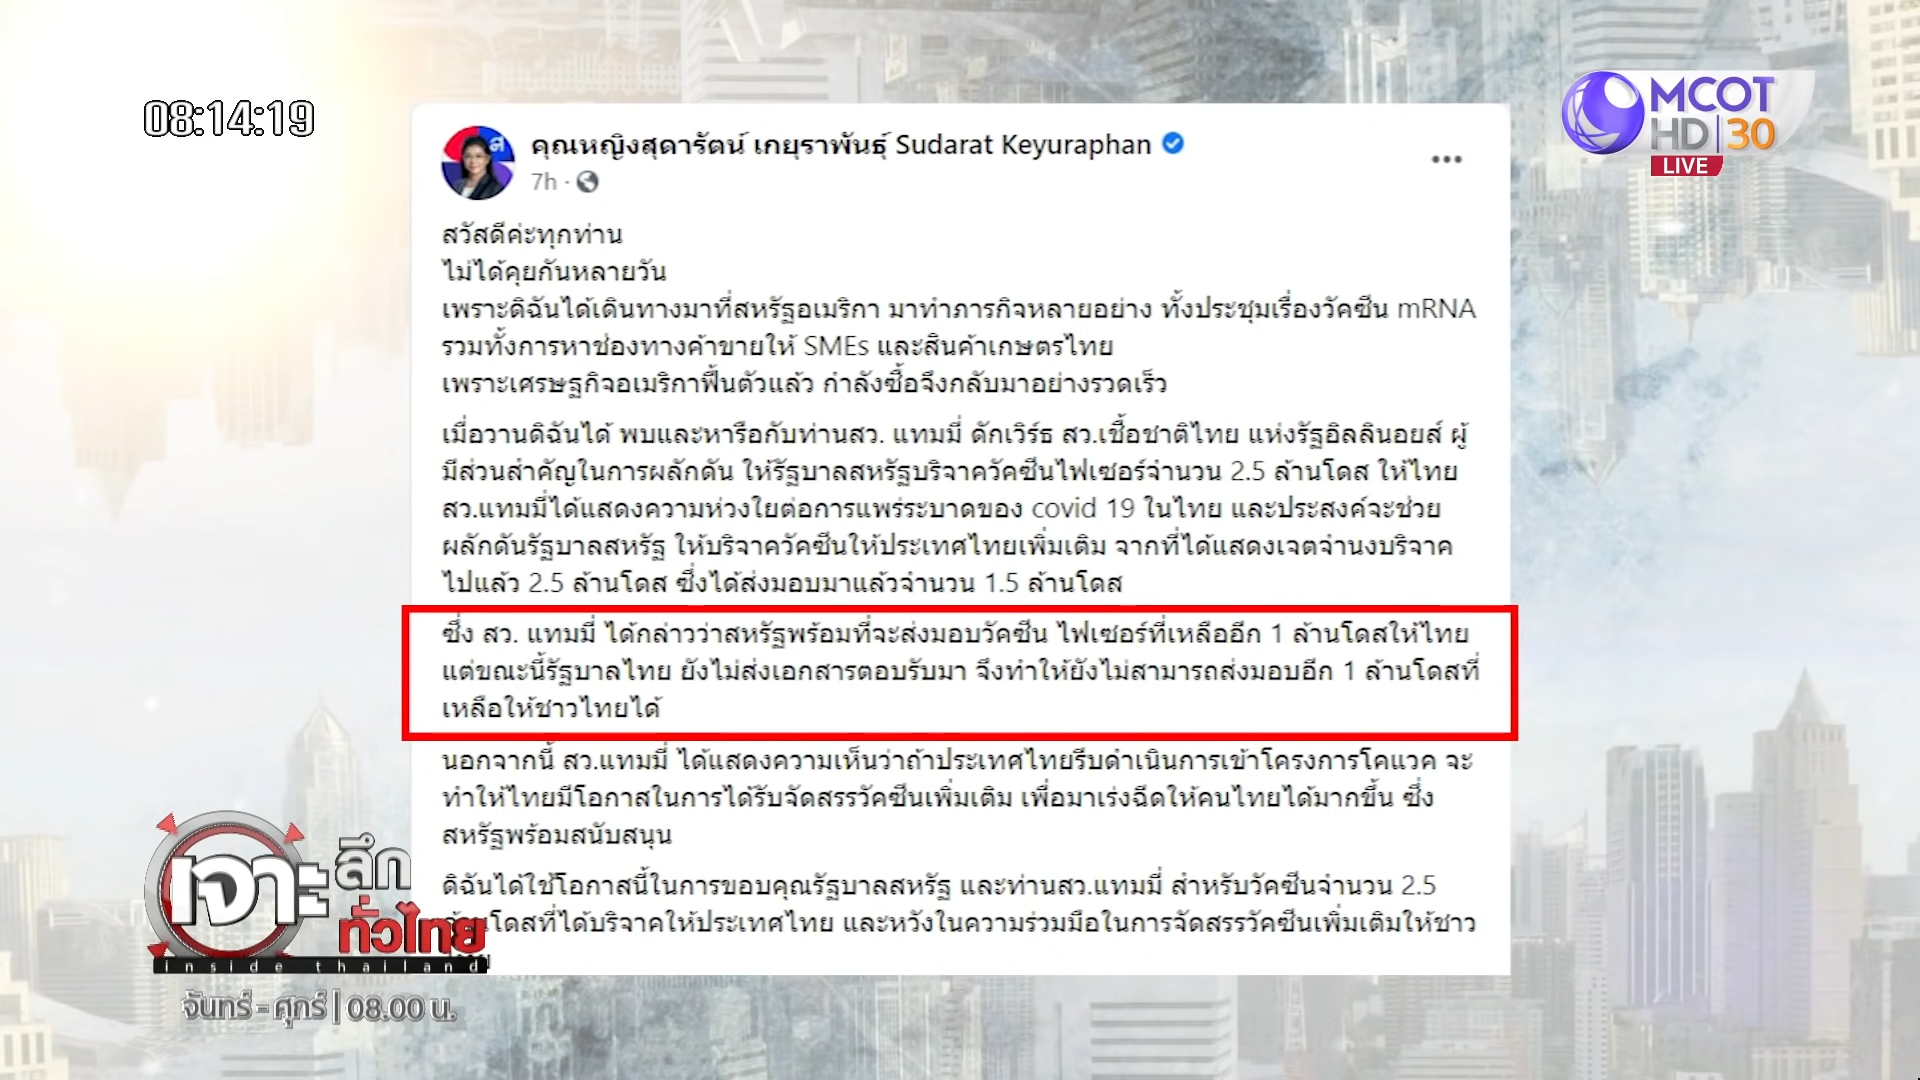 08:14:19
MCOT
HD 30
LIVE
คุณหญิงสุดารัตน์ เกยุราพันธุ์ Sudarat Keyuraphan
7h
สวัสดีค่ะทุกท่าน
ไม่ได้คุยกันหลายวัน
เพราะดิฉันได้เดินทางมาที่สหรัฐอเมริกา มาทำภารกิจหลายอย่าง ทั้งประชุมเรื่องวัคซีน mRNA
รวมทั้งการหาช่องทางค้าขายให้ SMEs และสินค้าเกษตรไทย
เพราะเศรษฐกิจอเมริกาฟื้นตัวแล้ว กำลังซื้อจึงกลับมาอย่างรวดเร็ว
เมื่อวานดิฉันได้ พบและหารือกับท่านสว. แทมมี่ ดักเวิร์ธ สว.เชื้อชาติไทย แห่งรัฐอิลลินอยส์ ผู้
มีส่วนสำคัญในการผลักดัน ให้รัฐบาลสหรัฐบริจาควัคซีนไฟเซอร์จำนวน 2.5 ล้านโดส ให้ไทย
สว.แทมมี่ได้แสดงความห่วงใยต่อการแพร่ระบาดของ covid 19 ในไทย และประสงค์จะช่วย
ผลักดันรัฐบาลสหรัฐ ให้บริจาควัคซีนให้ประเทศไทยเพิ่มเติม จากที่ได้แสดงเจตจำนงบริจาค
ไปแล้ว 2.5 ล้านโดส ซึ่งได้ส่งมอบมาแล้วจำนวน 1.5 ล้านโดส
ซึ่ง สว. แทมมี่ ได้กล่าวว่าสหรัฐพร้อมที่จะส่งมอบวัคซีน ไฟเซอร์ที่เหลืออีก 1 ล้านโดสให้ไทย
แต่ขณะนี้รัฐบาลไทย ยังไม่ส่งเอกสารตอบรับมา จึงทำให้ยังไม่สามารถส่งมอบอีก 1 ล้านโดสที่
เหลือให้ชาวไทยได้
นอกจากนี้ สว.แทมมี่ ได้แสดงความเห็นว่าถ้าประเทศไทยรีบดำเนินการเข้าโครงการโคแวค จะ
ทำให้ไทยมีโอกาสในการได้รับจัดสรรวัคซีนเพิ่มเติม เพื่อมาเร่งฉีดให้คนไทยได้มากขึ้น ซึ่ง
สหรัฐพร้อมสนับสนุน
ดิฉันได้ใช้โอกาสนี้ในการขอบคุณรัฐบาลสหรัฐ และท่านสว.แทมมี่ สำหรับวัคซีนจำนวน 2.5
ล้านโดสที่ได้บริจาคให้ประเทศไทย และหวังในความร่วมมือในการจัดสรรวัคซีนเพิ่มเติมให้ชาว
เจาะลึก
ทั่วไทย
inside thailand
จันทร์ - ศุกร์ | 08.00 น.